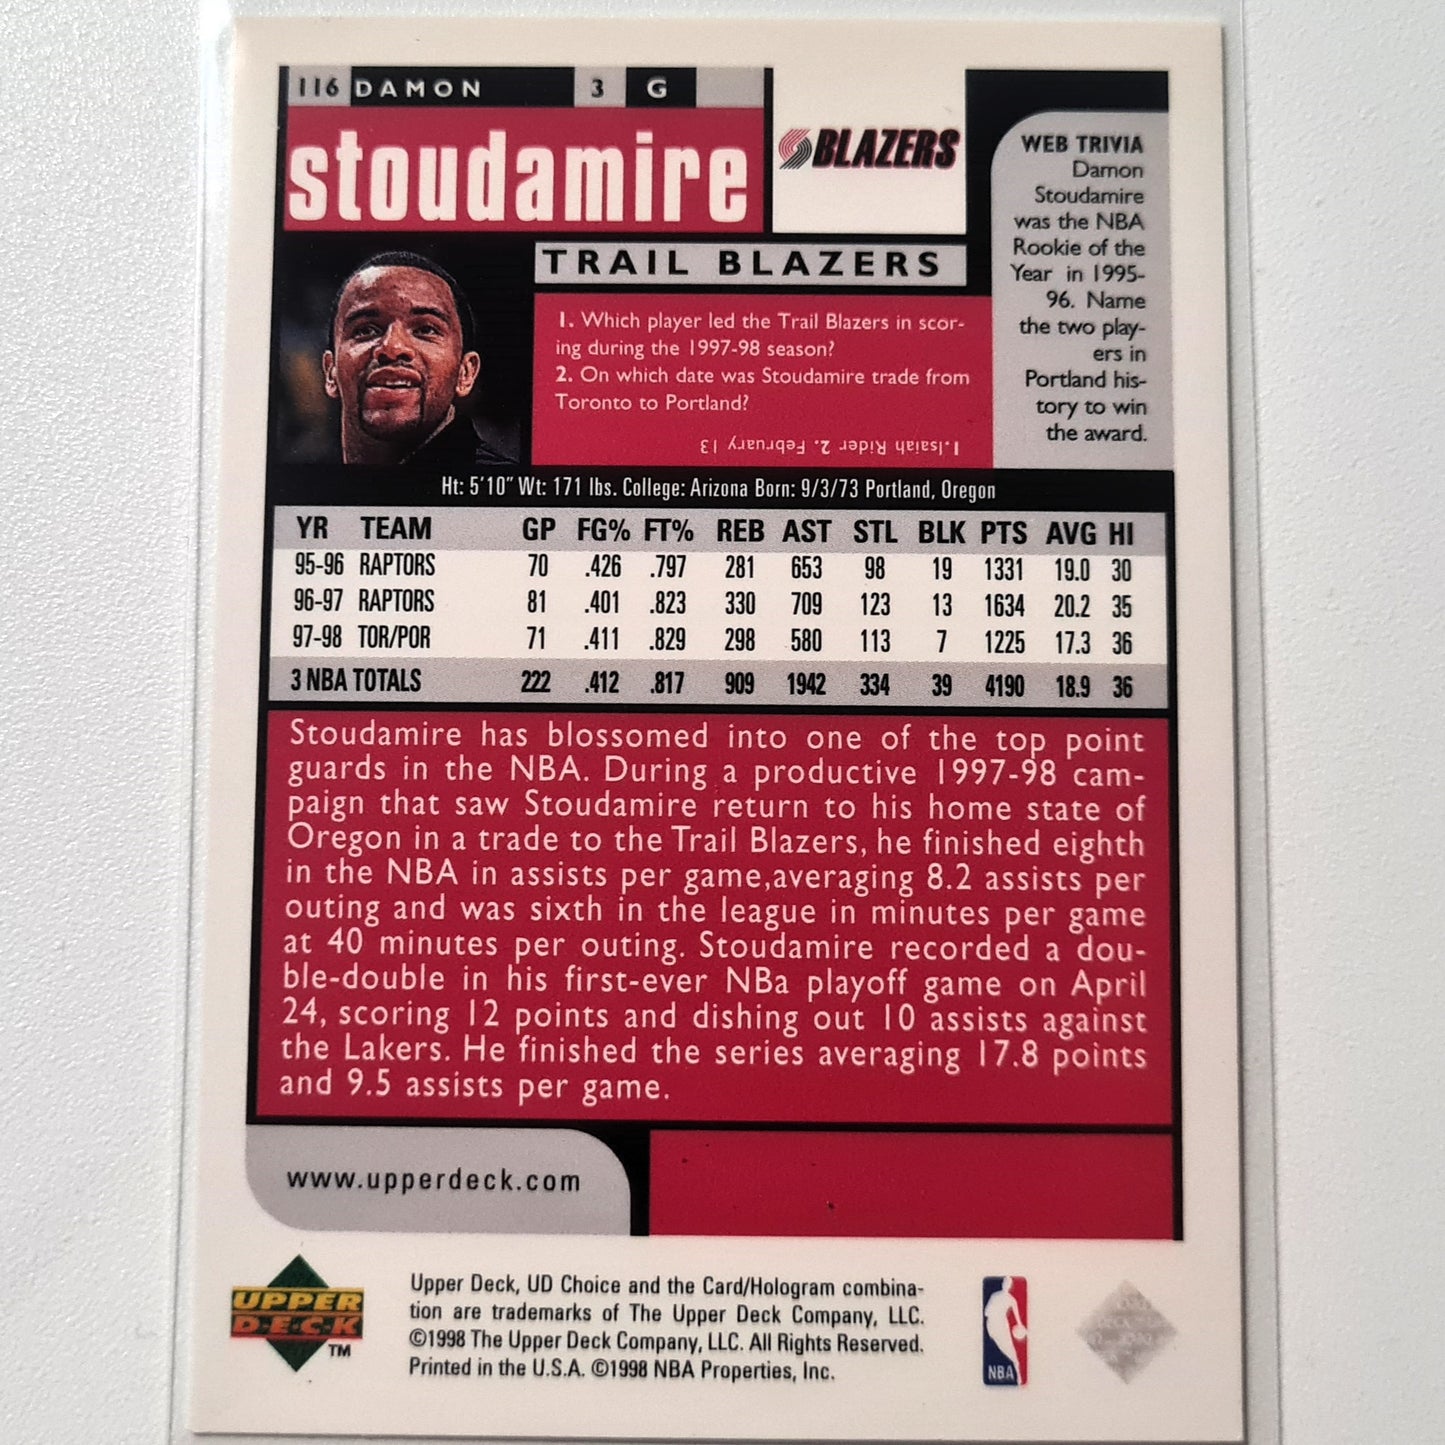 116 DAMON 3 G
stoudamire
BLAZERS
TRAIL BLAZERS
WEB TRIVIA
Damon
Stoudamire
was the NBA
Rookie of the
Year in 1995-
96. Name
the two play-
ers in
Portland his-
tory to win
the award.
1. Which player led the Trail Blazers in scor-
ing during the 1997-98 season?
2. On which date was Stoudamire trade from
Toronto to Portland?
1. Isaiah Rider 2. February 13
Ht: 5'10" Wt: 171 lbs. College: Arizona Born: 9/3/73 Portland, Oregon
YR TEAM GP FG% FT% REB AST STL BLK PTS AVG HI
95-96 RAPTORS 70 .426 .797 281 653 98 19 1331 19.0 30
96-97 RAPTORS 81 .401 .823 330 709 123 13 1634 20.2 35
97-98 TOR/POR 71 .411 .829 298 580 113 7 1225 17.3 36
3 NBA TOTALS 222 .412 .817 909 1942 334 39 4190 18.9 36
Stoudamire has blossomed into one of the top point
guards in the NBA. During a productive 1997-98 cam-
paign that saw Stoudamire return to his home state of
Oregon in a trade to the Trail Blazers, he finished eighth
in the NBA in assists per game,averaging 8.2 assists per
outing and was sixth in the league in minutes per game
at 40 minutes per outing. Stoudamire recorded a dou-
ble-double in his first-ever NBa playoff game on April
24, scoring 12 points and dishing out 10 assists against
the Lakers. He finished the series averaging 17.8 points
and 9.5 assists per game.
www.upperdeck.com
UPPER
D·E·C·K
TM
Upper Deck, UD Choice and the Card/Hologram combina-
tion are trademarks of The Upper Deck Company, LLC.
©1998 The Upper Deck Company, LLC. All Rights Reserved.
Printed in the U.S.A. ©1998 NBA Properties, Inc.
NBA